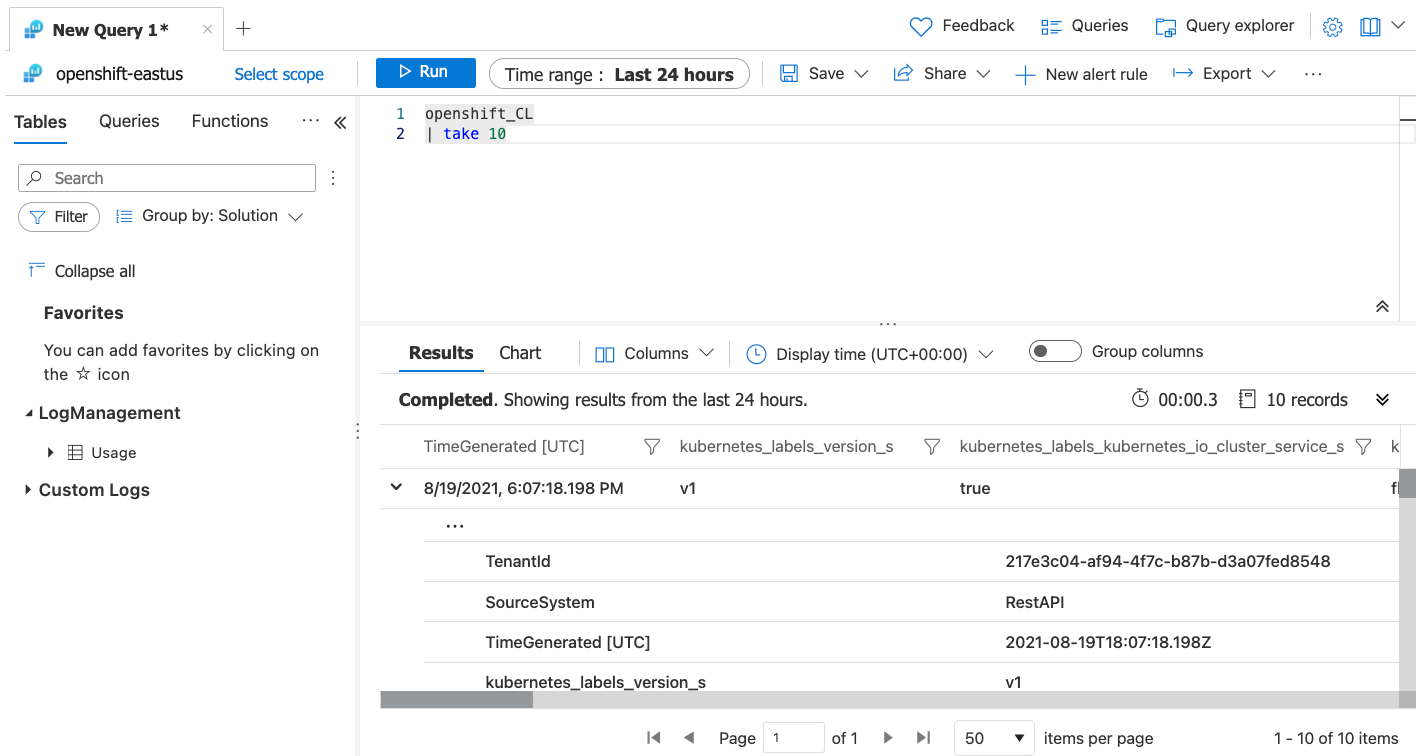 New Query 1*
Feedback
Queries
Query explorer
openshift-eastus
Select scope
Run
Time range : Last 24 hours
Save
Share
New alert rule
Export
Tables
Queries
Functions
Search
Filter
Group by: Solution
Collapse all
Favorites
You can add favorites by clicking on
the ☆ icon
LogManagement
Usage
Custom Logs
1 openshift_CL
2 | take 10
Results
Chart
Columns
Display time (UTC+00:00)
Group columns
Completed. Showing results from the last 24 hours.
00:00.3
10 records
TimeGenerated [UTC]
kubernetes_labels_version_s
kubernetes_labels_kubernetes_io_cluster_service_s
k
8/19/2021, 6:07:18.198 PM
v1
true
...
TenantId
217e3c04-af94-4f7c-b87b-d3a07fed8548
SourceSystem
RestAPI
TimeGenerated [UTC]
2021-08-19T18:07:18.198Z
kubernetes_labels_version_s
v1
Page 1 of 1
50 items per page
1 - 10 of 10 items